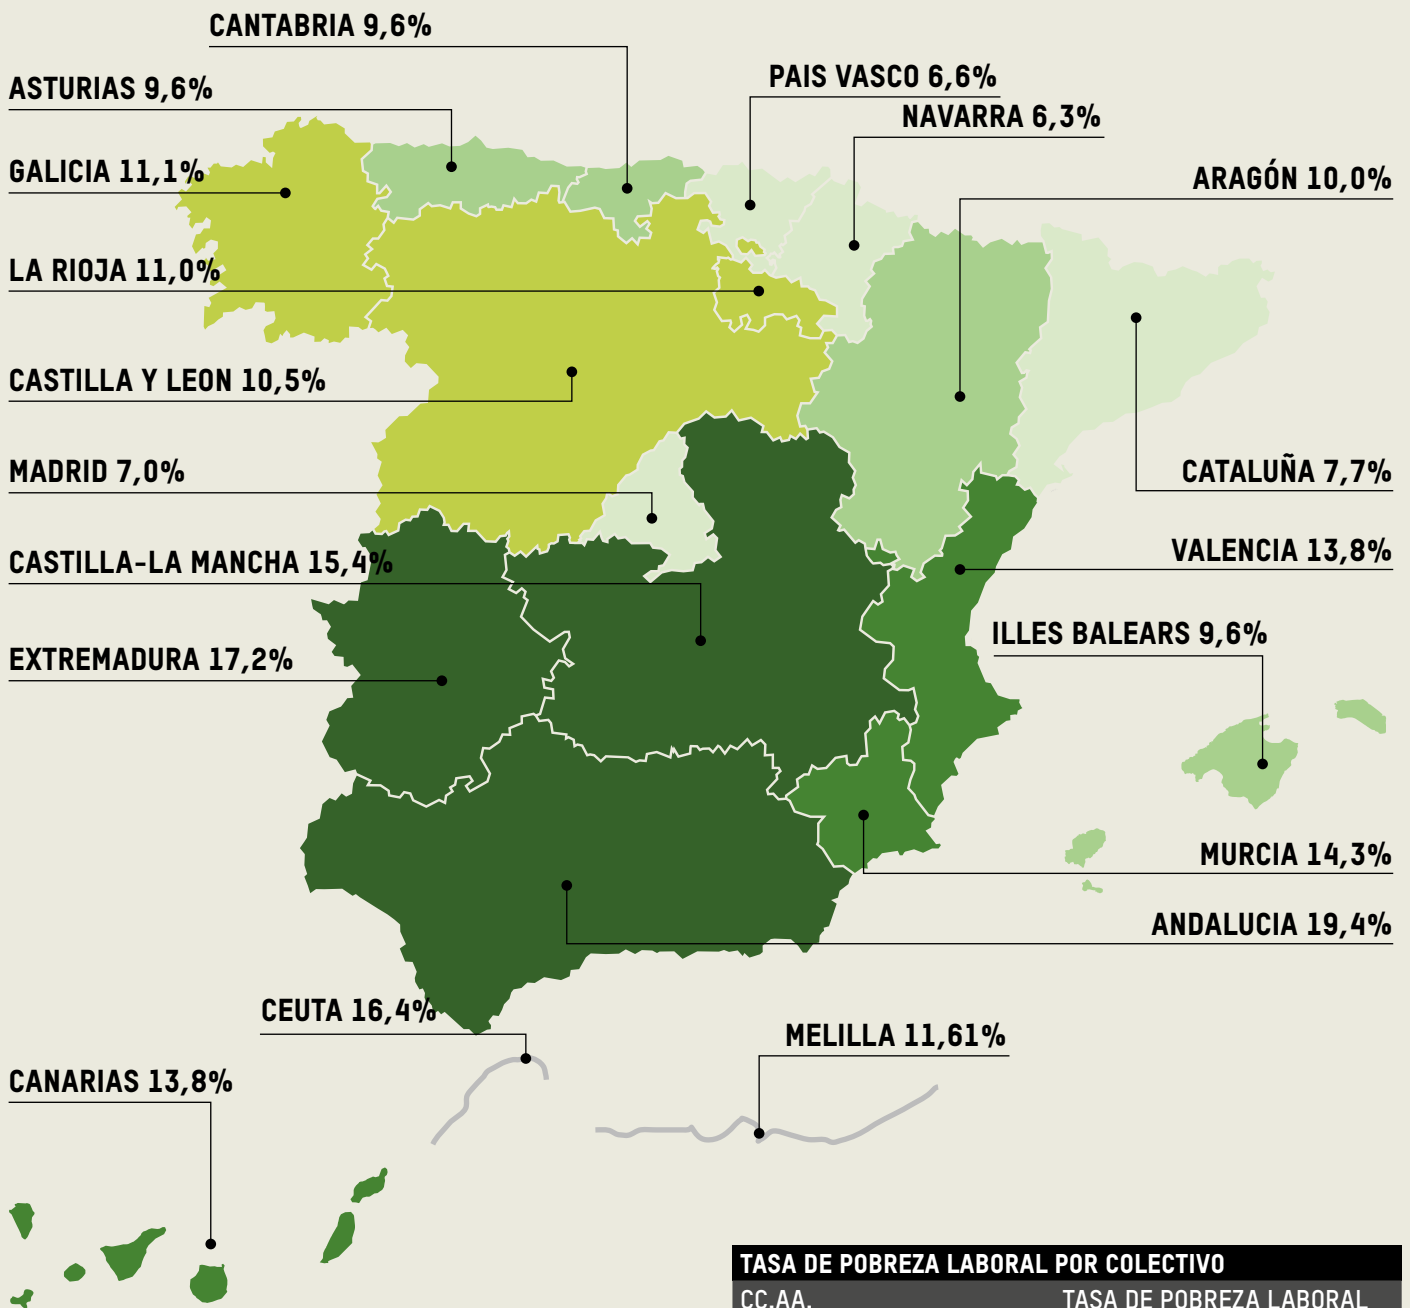 CANTABRIA 9,6%
PAIS VASCO 6,6%
ASTURIAS 9,6%
NAVARRA 6,3%
GALICIA 11,1%
ARAGÓN 10,0%
LA RIOJA 11,0%
CASTILLA Y LEON 10,5%
MADRID 7,0%
CATALUÑA 7,7%
CASTILLA-LA MANCHA 15,4%
VALENCIA 13,8%
ILLES BALEARS 9,6%
EXTREMADURA 17,2%
MURCIA 14,3%
ANDALUCIA 19,4%
CEUTA 16,4%
MELILLA 11,61%
CANARIAS 13,8%
TASA DE POBREZA LABORAL POR COLECTIVO
CC.AA. TASA DE POBREZA LABORAL